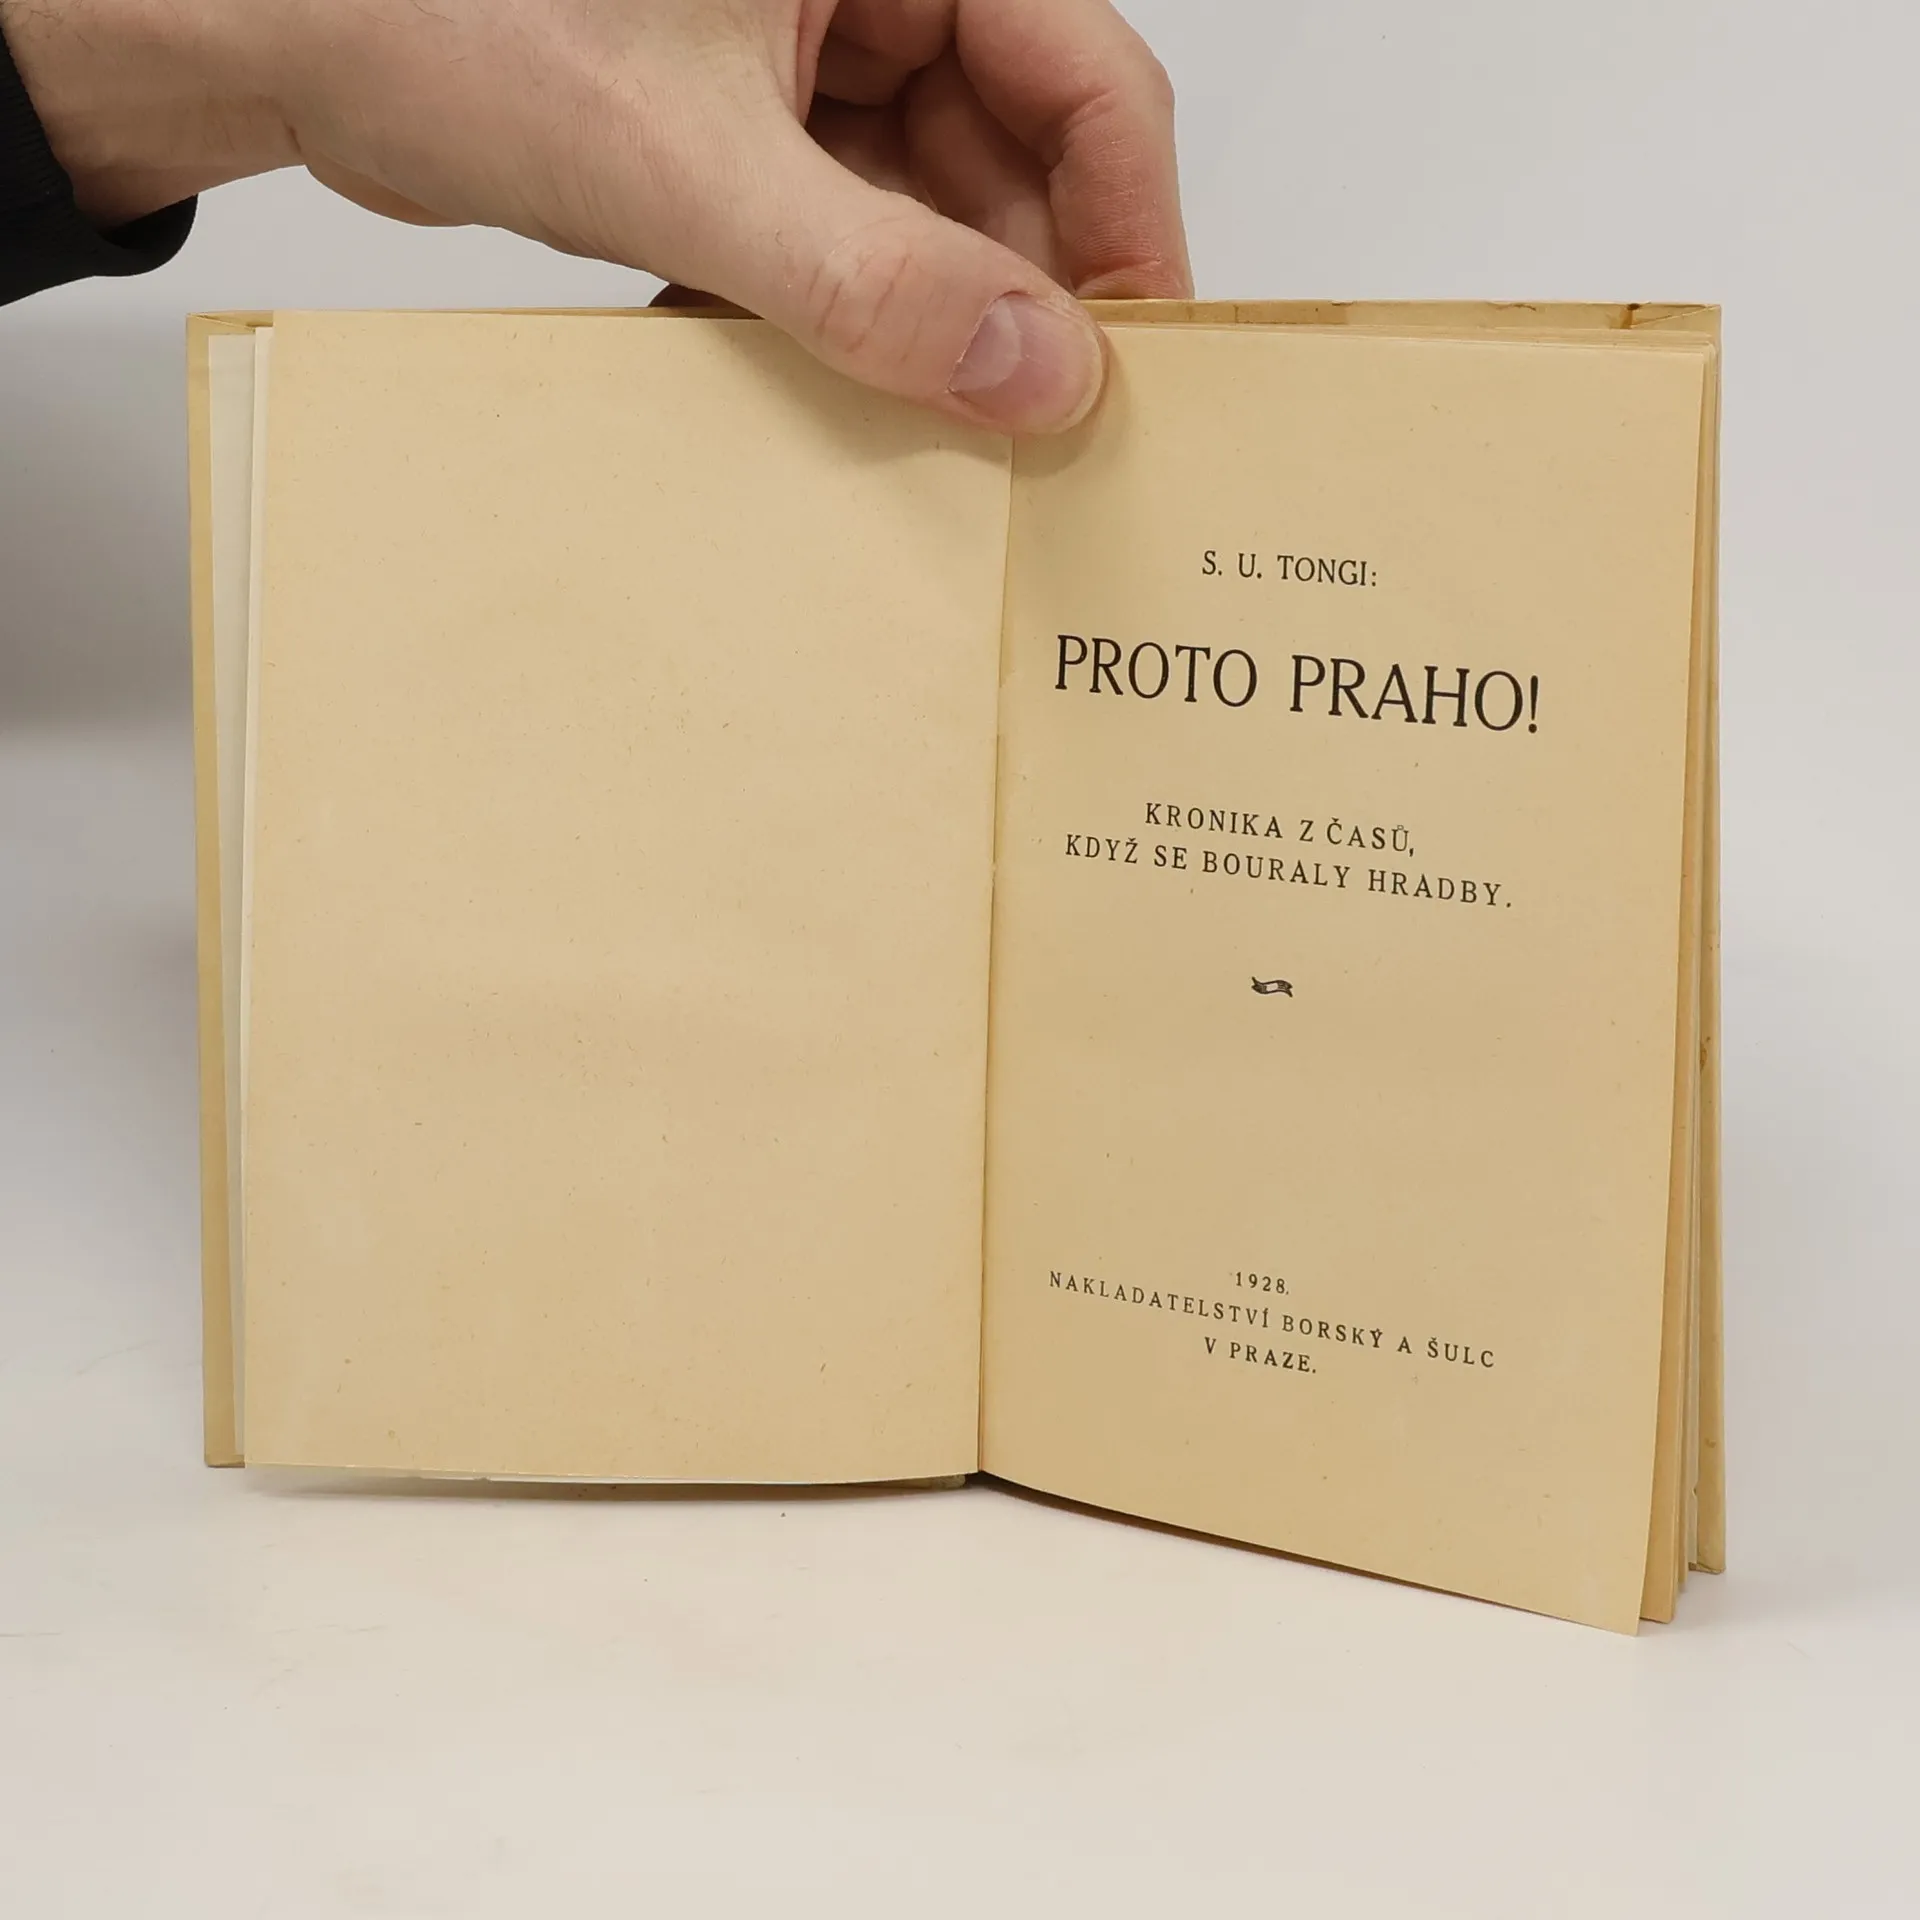 S. U. TONGI:
PROTO PRAHO!
KRONIKA Z ČASŮ,
KDYŽ SE BOURALY HRADBY.
1928.
NAKLADATELSTVÍ BORSKÝ A ŠULC
V PRAZE.